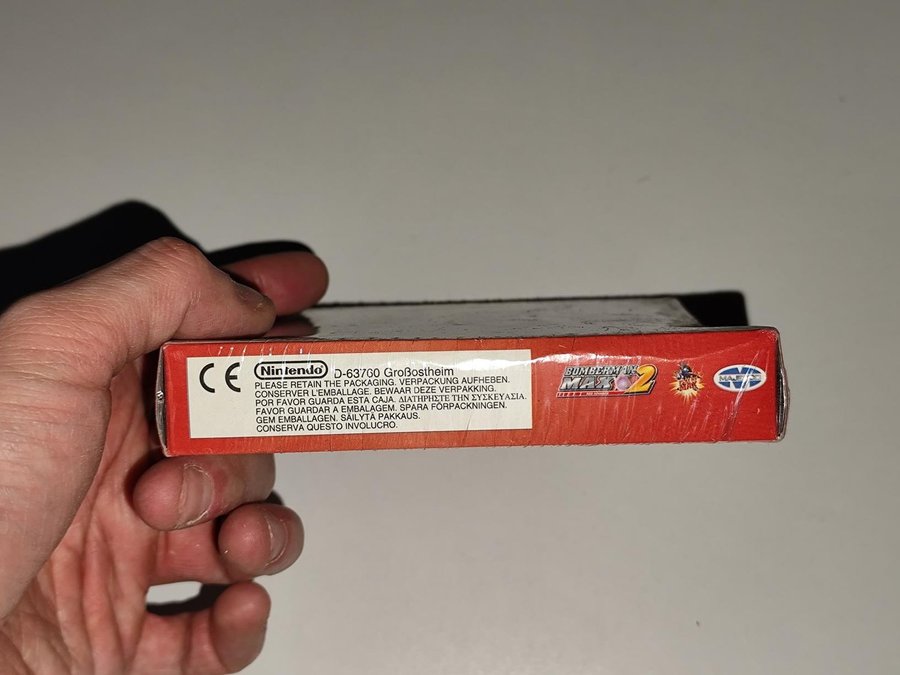 CE
Nintendo
D-63760 Großostheim
PLEASE RETAIN THE PACKAGING. VERPACKUNG AUFHEBEN.
CONSERVER L'EMBALLAGE. BEWAAR DEZE VERPAKKING.
POR FAVOR GUARDA ESTA CAJA. ΔΙΑΤΗΡΗΣΤΕ ΤΗΝ ΣΥΣΚΕΥΑΣΙΑ.
FAVOR GUARDAR A EMBALAGEM. SPARA FÖRPACKNINGEN.
GEM EMBALLAGEN. SÄILYTÄ PAKKAUS.
CONSERVA QUESTO INVOLUCRO.
BOMBERMAN
MAX 2